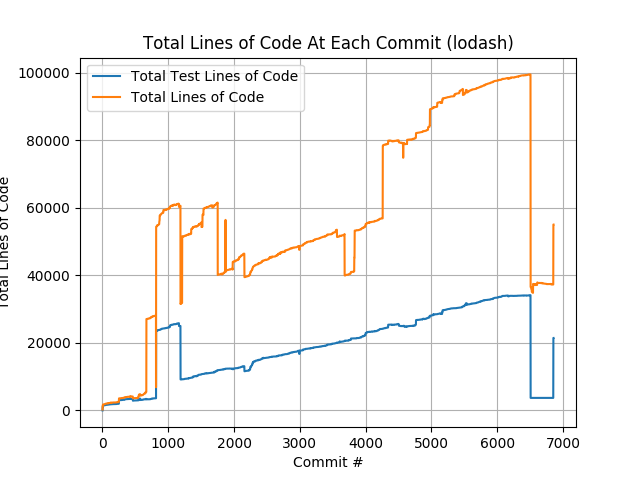 Total Lines of Code At Each Commit (lodash)
Total Test Lines of Code
Total Lines of Code
100000
80000
60000
40000
20000
0
Total Lines of Code
0 1000 2000 3000 4000 5000 6000 7000
Commit #